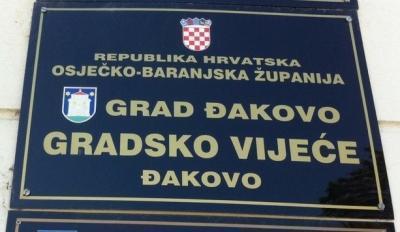 REPUBLIKA HRVATSKA
OSJEČKO-BARANJSKA ŽUPANIJA
GRAD ĐAKOVO
GRADSKO VIJEĆE
ĐAKOVO